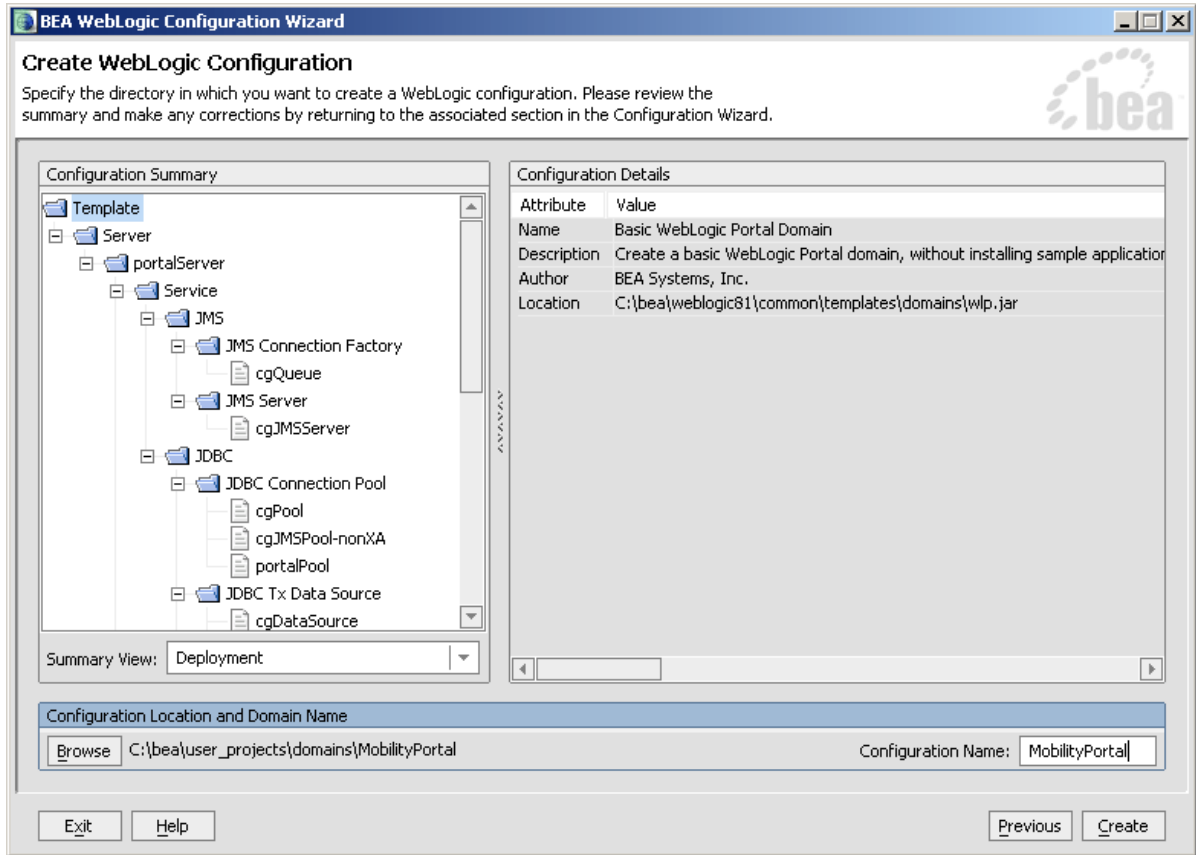 BEA WebLogic Configuration Wizard
Create WebLogic Configuration
Specify the directory in which you want to create a WebLogic configuration. Please review the
summary and make any corrections by returning to the associated section in the Configuration Wizard.
bea
Configuration Summary
Template
Server
portalServer
Service
JMS
JMS Connection Factory
cgQueue
JMS Server
cgJMSServer
JDBC
JDBC Connection Pool
cgPool
cgJMSPool-nonXA
portalPool
JDBC Tx Data Source
cgDataSource
Summary View: Deployment
Configuration Details
Attribute Value
Name Basic WebLogic Portal Domain
Description Create a basic WebLogic Portal domain, without installing sample application
Author BEA Systems, Inc.
Location C:\bea\weblogic81\common\templates\domains\wlp.jar
Configuration Location and Domain Name
Browse C:\bea\user_projects\domains\MobilityPortal Configuration Name: MobilityPortal
Exit Help Previous Create